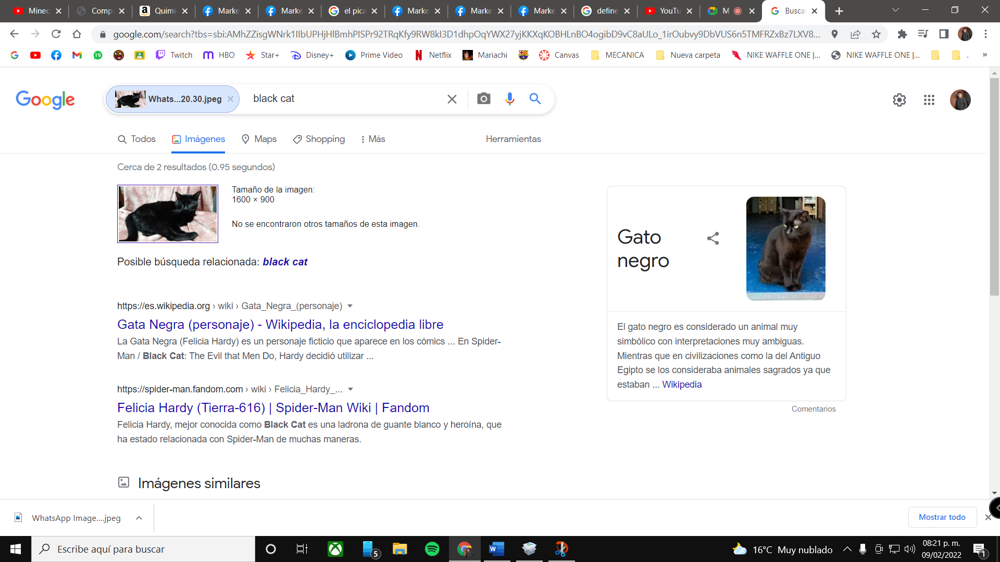 Minec
Comp
Quimi
Marke
Marke
el pica
Marke
Marke
Marke
define
YouTu
M
Busca
google.com/search?tbs=sbi:AMhZZisgWNrk1IIbUPHjHlBmhPISPr92TRqKfy9RW8kI3D1dhpOqYWX27yjKKXqKOBHLnBO4ogibD9vC8aULo_1irOubvy9DbVUS6n5TMFRZxBz7LXV8...
19 Twitch HBO Star+ Disney+ Prime Video Netflix Mariachi Canvas MECANICA Nueva carpeta NIKE WAFFLE ONE |... NIKE WAFFLE ONE |... . »
Google
Whats...20.30.jpeg
black cat
Todos Imágenes Maps Shopping Más Herramientas
Cerca de 2 resultados (0.95 segundos)
Tamaño de la imagen:
1600 × 900
No se encontraron otros tamaños de esta imagen.
Posible búsqueda relacionada: black cat
https://es.wikipedia.org › wiki › Gata_Negra_(personaje)
Gata Negra (personaje) - Wikipedia, la enciclopedia libre
La Gata Negra (Felicia Hardy) es un personaje ficticio que aparece en los cómics ... En Spider-
Man / Black Cat: The Evil that Men Do, Hardy decidió utilizar ...
https://spider-man.fandom.com › wiki › Felicia_Hardy_...
Felicia Hardy (Tierra-616) | Spider-Man Wiki | Fandom
Felicia Hardy, mejor conocida como Black Cat es una ladrona de guante blanco y heroína, que
ha estado relacionada con Spider-Man de muchas maneras.
Imágenes similares
Gato
negro
El gato negro es considerado un animal muy
simbólico con interpretaciones muy ambiguas.
Mientras que en civilizaciones como la del Antiguo
Egipto se los consideraba animales sagrados ya que
estaban ... Wikipedia
Comentarios
WhatsApp Image....jpeg
Mostrar todo
Escribe aquí para buscar
5
16°C Muy nublado
08:21 p. m.
09/02/2022
1